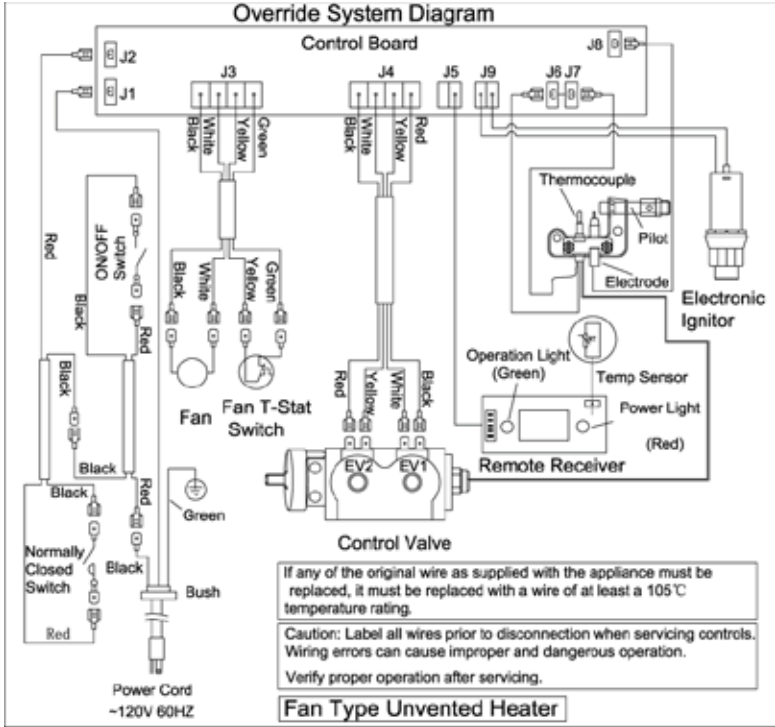 Override System Diagram
Control Board
J2
J1
J3
J4
J5
J9
J6
J7
J8
Black
White
Yellow
Green
Black
White
Yellow
Red
Thermocouple
Pilot
Electrode
Electronic
Ignitor
ON/OFF
Switch
Red
Black
Red
Black
White
Yellow
Green
Fan
Fan T-Stat
Switch
Red
Yellow
White
Black
EV2
EV1
Control Valve
Operation Light
(Green)
Temp Sensor
Power Light
(Red)
Remote Receiver
Black
Black
Black
Red
Green
Normally
Closed
Switch
Black
Bush
Red
Power Cord
~120V 60HZ
If any of the original wire as supplied with the appliance must be
replaced, it must be replaced with a wire of at least a 105℃
temperature rating.
Caution: Label all wires prior to disconnection when servicing controls.
Wiring errors can cause improper and dangerous operation.
Verify proper operation after servicing.
Fan Type Unvented Heater